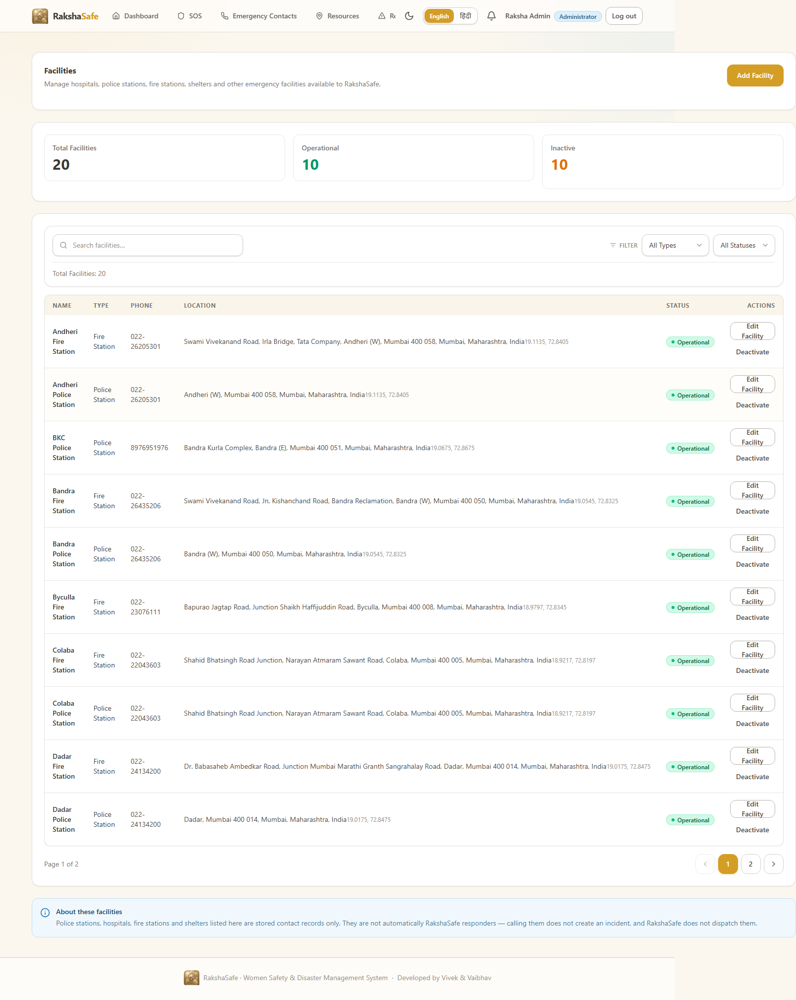 RakshaSafe
Dashboard
SOS
Emergency Contacts
Resources
English
हिंदी
Raksha Admin
Administrator
Log out
Facilities
Manage hospitals, police stations, fire stations, shelters and other emergency facilities available to RakshaSafe.
Add Facility
Total Facilities
20
Operational
10
Inactive
10
Search facilities...
FILTER
All Types
All Statuses
Total Facilities: 20
NAME TYPE PHONE LOCATION STATUS ACTIONS
Andheri Fire Station
Fire Station
022-26205301
Swami Vivekanand Road, Irla Bridge, Tata Company, Andheri (W), Mumbai 400 058, Mumbai, Maharashtra, India19.1135, 72.8405
Operational
Edit Facility
Deactivate
Andheri Police Station
Police Station
022-26205301
Andheri (W), Mumbai 400 058, Mumbai, Maharashtra, India19.1135, 72.8405
Operational
Edit Facility
Deactivate
BKC Police Station
Police Station
8976951976
Bandra Kurla Complex, Bandra (E), Mumbai 400 051, Mumbai, Maharashtra, India19.0675, 72.8675
Operational
Edit Facility
Deactivate
Bandra Fire Station
Fire Station
022-26435206
Swami Vivekanand Road, Jn. Kishanchand Road, Bandra Reclamation, Bandra (W), Mumbai 400 050, Mumbai, Maharashtra, India19.0545, 72.8325
Operational
Edit Facility
Deactivate
Bandra Police Station
Police Station
022-26435206
Bandra (W), Mumbai 400 050, Mumbai, Maharashtra, India19.0545, 72.8325
Operational
Edit Facility
Deactivate
Byculla Fire Station
Fire Station
022-23076111
Bapurao Jagtap Road, Junction Shaikh Haffijuddin Road, Byculla, Mumbai 400 008, Mumbai, Maharashtra, India18.9797, 72.8345
Operational
Edit Facility
Deactivate
Colaba Fire Station
Fire Station
022-22043603
Shahid Bhatsingh Road Junction, Narayan Atmaram Sawant Road, Colaba, Mumbai 400 005, Mumbai, Maharashtra, India18.9217, 72.8197
Operational
Edit Facility
Deactivate
Colaba Police Station
Police Station
022-22043603
Shahid Bhatsingh Road Junction, Narayan Atmaram Sawant Road, Colaba, Mumbai 400 005, Mumbai, Maharashtra, India18.9217, 72.8197
Operational
Edit Facility
Deactivate
Dadar Fire Station
Fire Station
022-24134200
Dr. Babasaheb Ambedkar Road, Junction Mumbai Marathi Granth Sangrahalay Road, Dadar, Mumbai 400 014, Mumbai, Maharashtra, India19.0175, 72.8475
Operational
Edit Facility
Deactivate
Dadar Police Station
Police Station
022-24134200
Dadar, Mumbai 400 014, Mumbai, Maharashtra, India19.0175, 72.8475
Operational
Edit Facility
Deactivate
Page 1 of 2
1
2
About these facilities
Police stations, hospitals, fire stations and shelters listed here are stored contact records only. They are not automatically RakshaSafe responders — calling them does not create an incident, and RakshaSafe does not dispatch them.
RakshaSafe · Women Safety & Disaster Management System · Developed by Vivek & Vaibhav